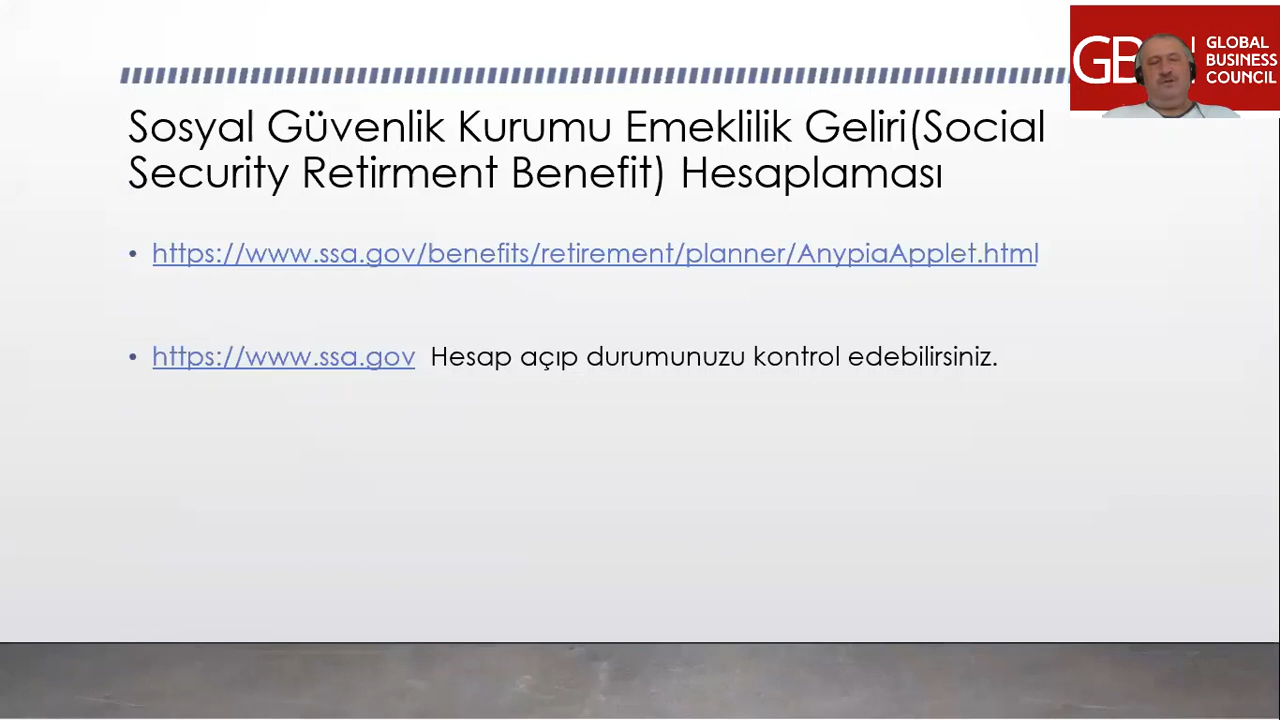 GB
GLOBAL
BUSINESS
COUNCIL
Sosyal Güvenlik Kurumu Emeklilik Geliri(Social
Security Retirment Benefit) Hesaplaması
• https://www.ssa.gov/benefits/retirement/planner/AnypiaApplet.html
• https://www.ssa.gov Hesap açıp durumunuzu kontrol edebilirsiniz.